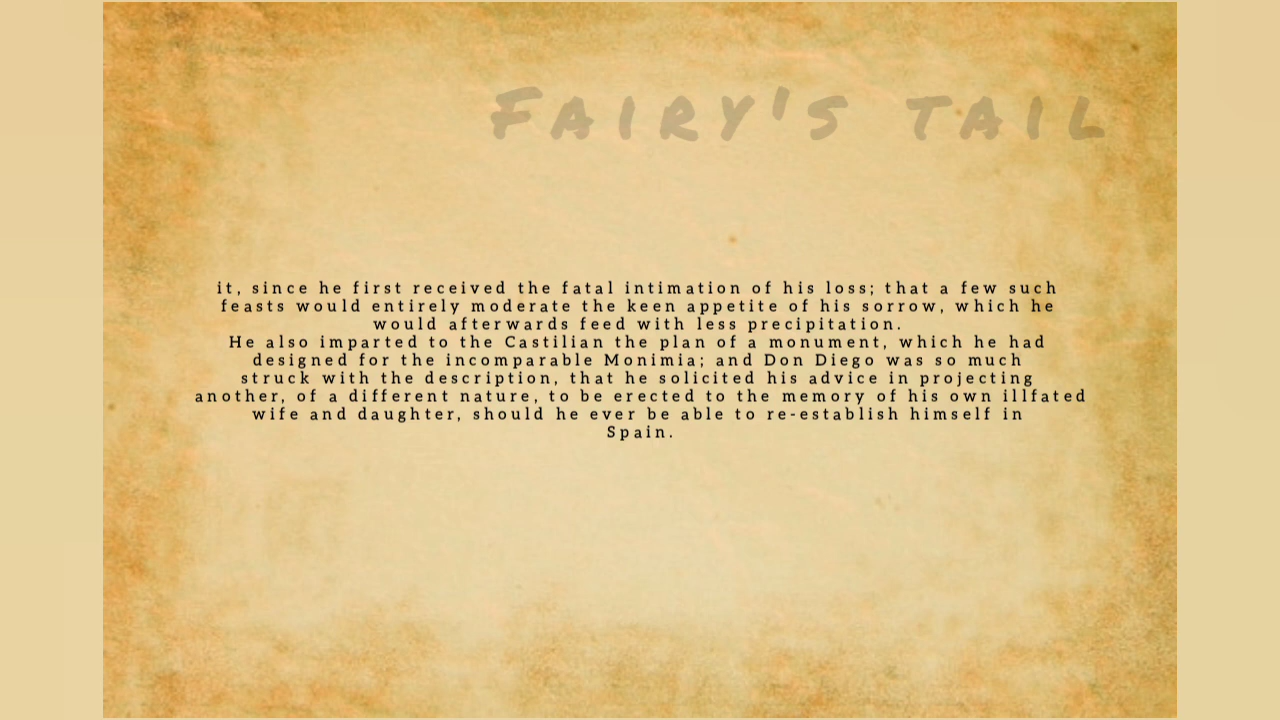 FAIRY'S TAIL
it, since he first received the fatal intimation of his loss; that a few such
feasts would entirely moderate the keen appetite of his sorrow, which he
would afterwards feed with less precipitation.
He also imparted to the Castilian the plan of a monument, which he had
designed for the incomparable Monimia; and Don Diego was so much
struck with the description, that he solicited his advice in projecting
another, of a different nature, to be erected to the memory of his own illfated
wife and daughter, should he ever be able to re-establish himself in
Spain.